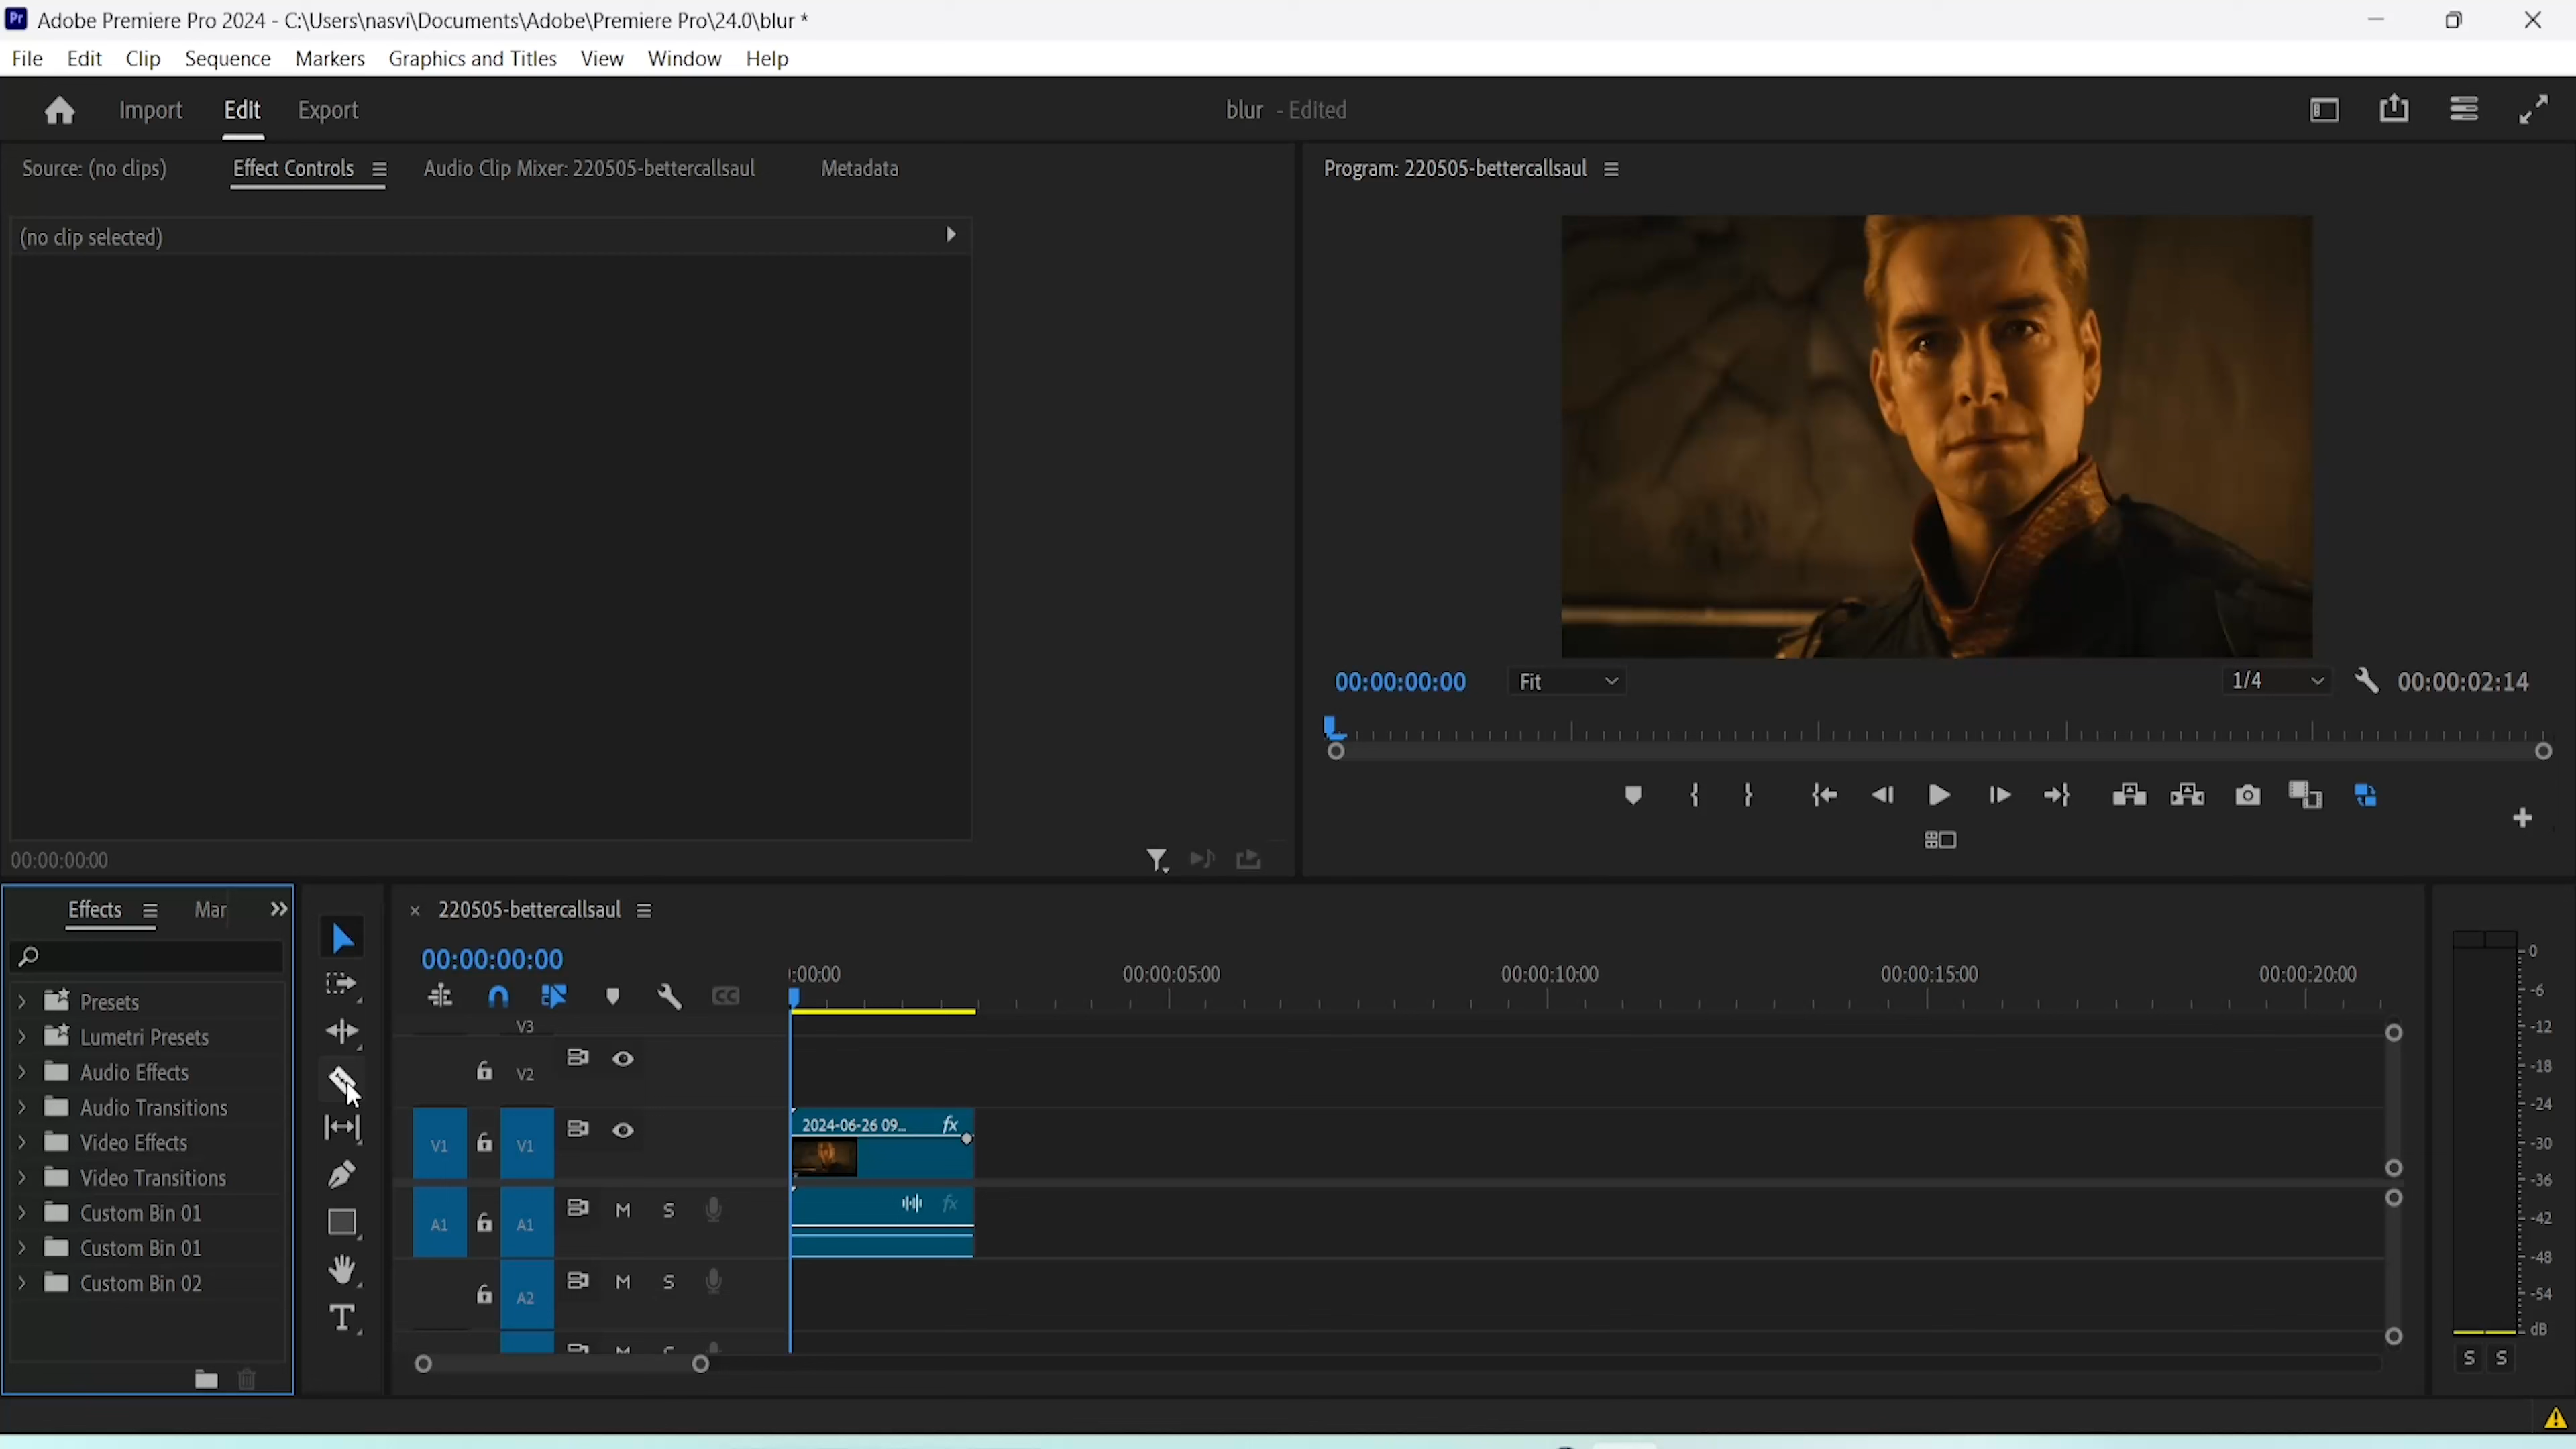 Pr Adobe Premiere Pro 2024 - C:\Users\nasvi\Documents\Adobe\Premiere Pro\24.0\blur *
File Edit Clip Sequence Markers Graphics and Titles View Window Help
Import Edit Export
blur - Edited
Source: (no clips) Effect Controls Audio Clip Mixer: 220505-bettercallsaul Metadata
Program: 220505-bettercallsaul
(no clip selected)
00:00:00:00 Fit 1/4 00:00:02:14
00:00:00:00
Effects Mar
220505-bettercallsaul
00:00:00:00
:00:00 00:00:05:00 00:00:10:00 00:00:15:00 00:00:20:00
CC
Presets
Lumetri Presets
Audio Effects
Audio Transitions
Video Effects
Video Transitions
Custom Bin 01
Custom Bin 01
Custom Bin 02
T
V3
V2
V1 V1 2024-06-26 09... fx
A1 A1 M S fx
A2 M S
0
-6
-12
-18
-24
-30
-36
-42
-48
-54
dB
S S